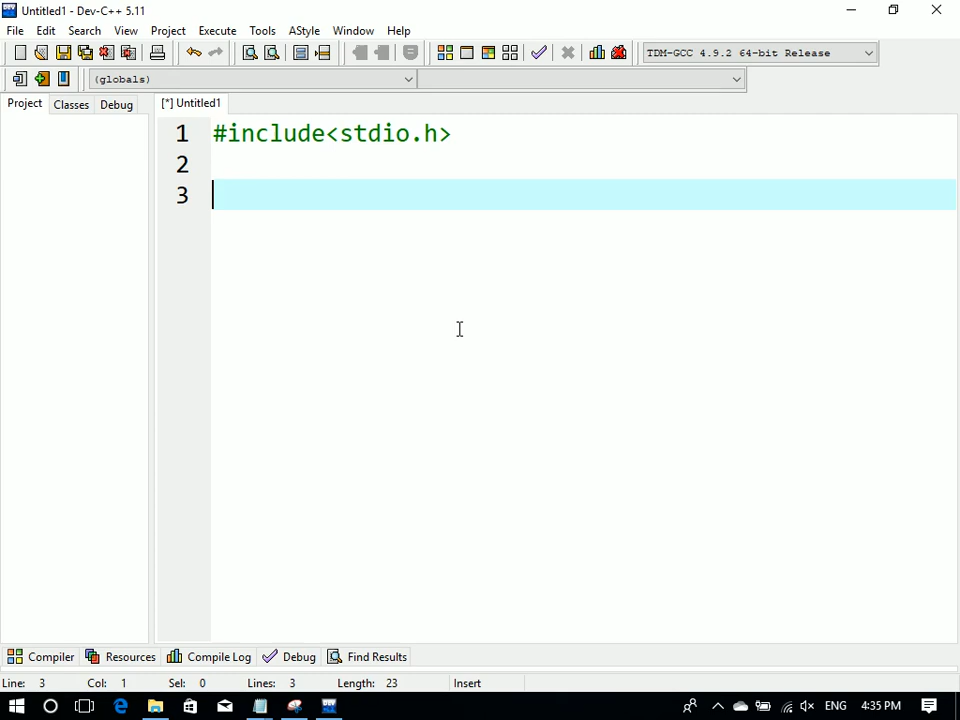 Untitled1 - Dev-C++ 5.11
File Edit Search View Project Execute Tools AStyle Window Help
TDM-GCC 4.9.2 64-bit Release
(globals)
Project Classes Debug [*] Untitled1
1 #include<stdio.h>
2
3
Compiler Resources Compile Log Debug Find Results
Line: 3 Col: 1 Sel: 0 Lines: 3 Length: 23 Insert
DEV ENG 4:35 PM